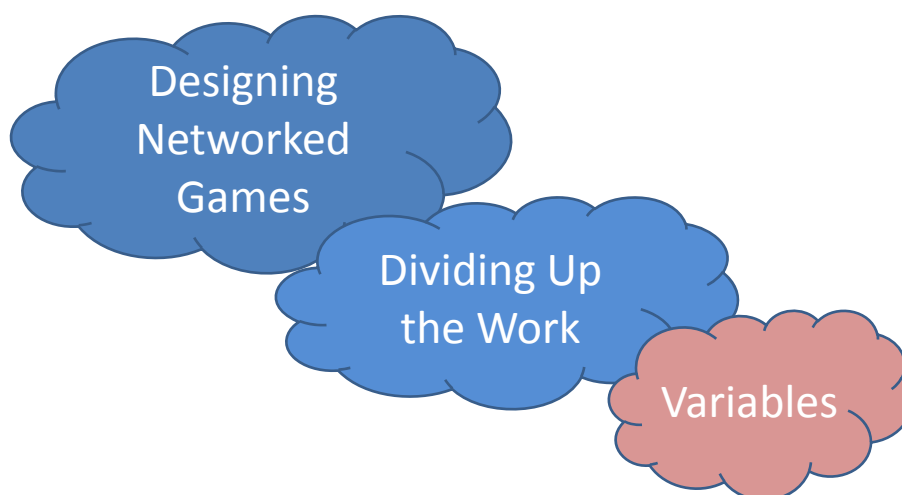 Designing
Networked
Games
Dividing Up
the Work
Variables